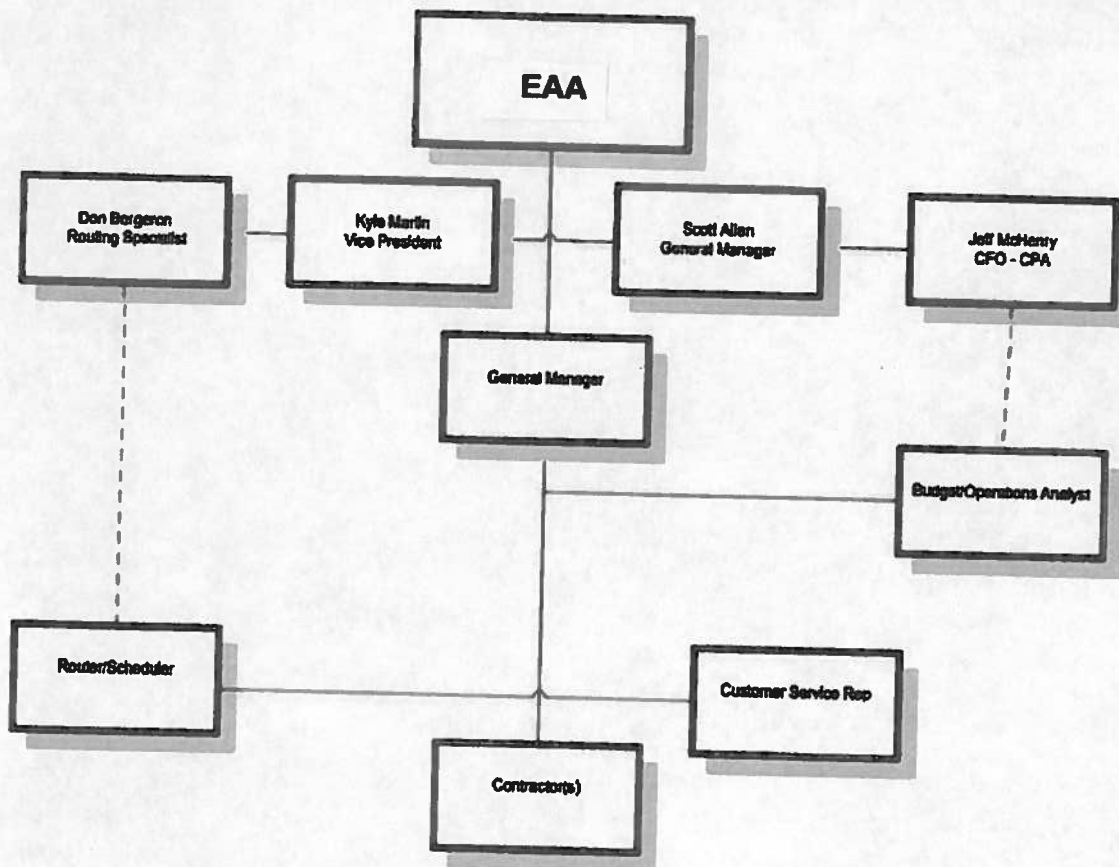 EAA
Don Bergeron
Routing Specialist
Kyle Martin
Vice President
Scott Allen
General Manager
Jeff McHenry
CFO - CPA
General Manager
Budget/Operations Analyst
Router/Scheduler
Customer Service Rep
Contractor(s)